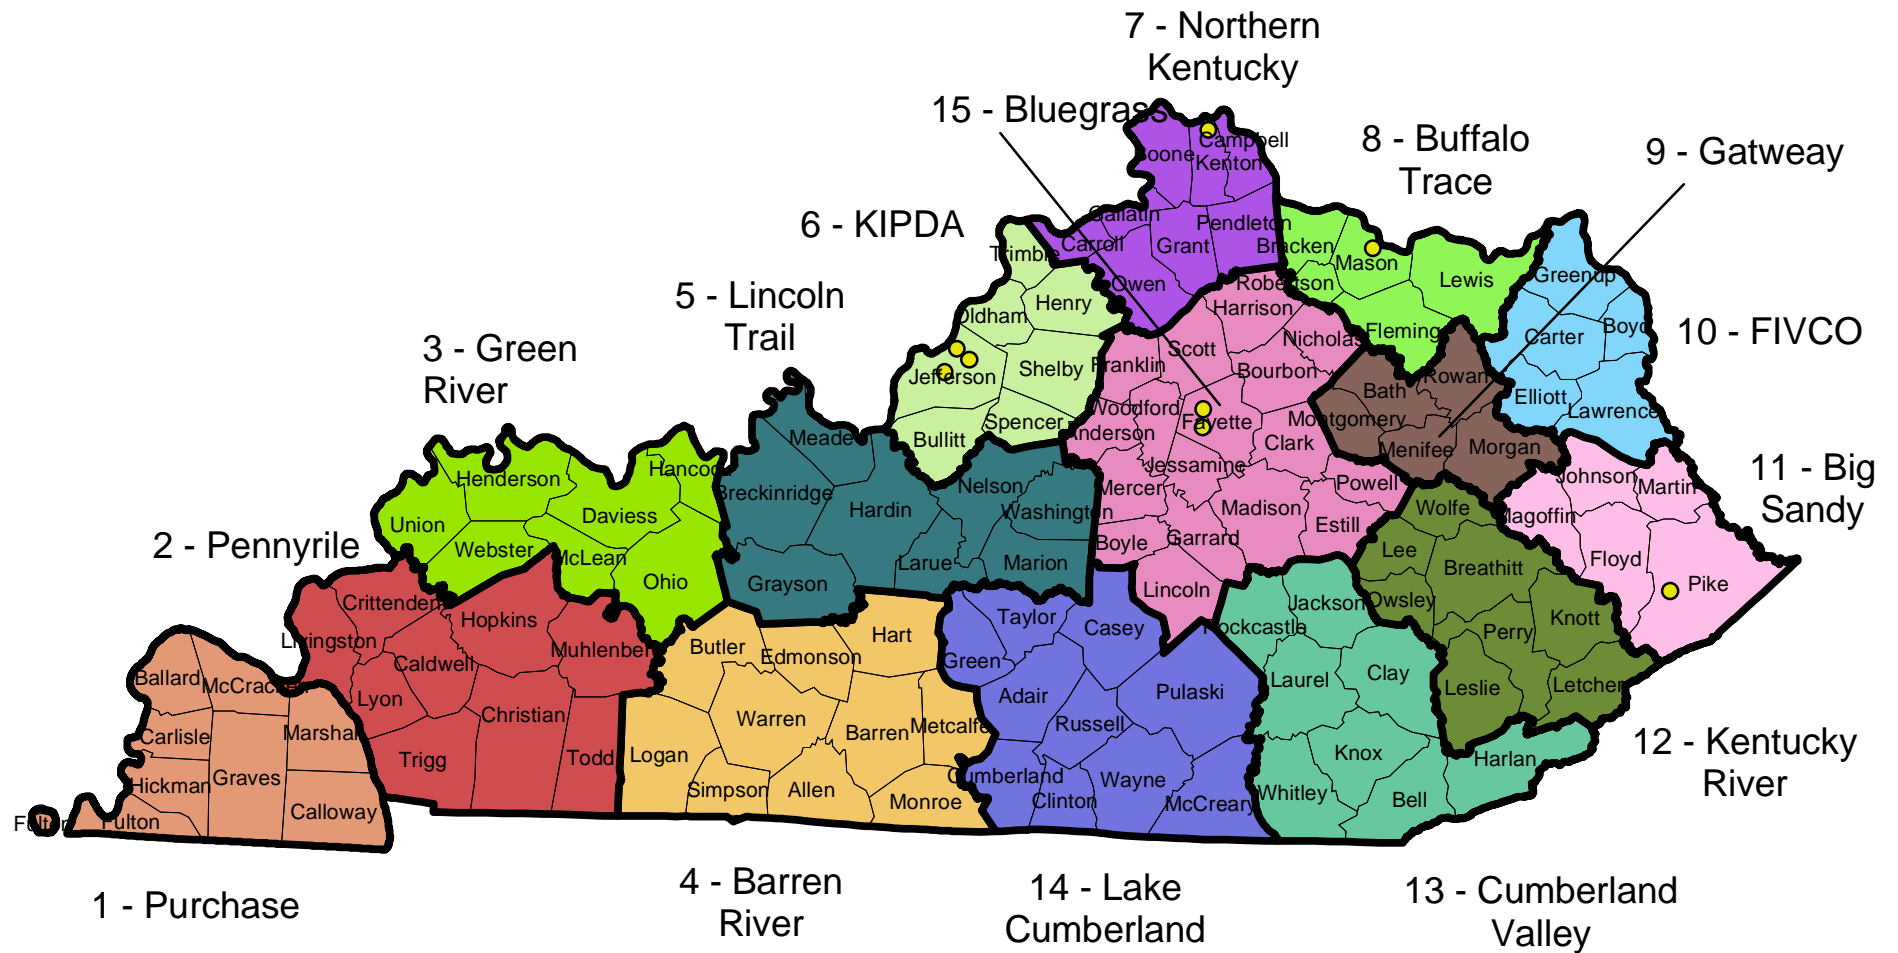 7 - Northern
Kentucky
15 - Bluegrass
8 - Buffalo
Trace
9 - Gatweay
6 - KIPDA
5 - Lincoln
Trail
3 - Green
River
10 - FIVCO
11 - Big
Sandy
2 - Pennyrile
12 - Kentucky
River
4 - Barren
River
14 - Lake
Cumberland
13 - Cumberland
Valley
1 - Purchase
Campbell
Boone
Kenton
Gallatin
Pendleton
Carroll
Grant
Owen
Bracken
Mason
Lewis
Robertson
Fleming
Greenup
Carter
Boyd
Elliott
Lawrence
Trimble
Henry
Oldham
Shelby
Jefferson
Spencer
Bullitt
Harrison
Nicholas
Scott
Franklin
Bourbon
Woodford
Fayette
Anderson
Clark
Jessamine
Mercer
Powell
Madison
Estill
Boyle
Garrard
Lincoln
Rowan
Bath
Montgomery
Menifee
Morgan
Johnson
Martin
Magoffin
Floyd
Pike
Wolfe
Lee
Breathitt
Owsley
Knott
Perry
Leslie
Letcher
Meade
Breckinridge
Hardin
Nelson
Washington
Larue
Marion
Grayson
Hancoc
Henderson
Daviess
Union
Webster
McLean
Ohio
Crittenden
Hopkins
Livingston
Muhlenber
Caldwell
Lyon
Christian
Trigg
Todd
Ballard
McCracken
Marshal
Carlisle
Graves
Hickman
Calloway
Fulton
Fulton
Hart
Butler
Edmonson
Warren
Barren
Metcalfe
Logan
Simpson
Allen
Monroe
Taylor
Casey
Green
Adair
Pulaski
Russell
Cumberland
Wayne
Clinton
McCreary
Jackson
Rockcastle
Laurel
Clay
Knox
Harlan
Whitley
Bell